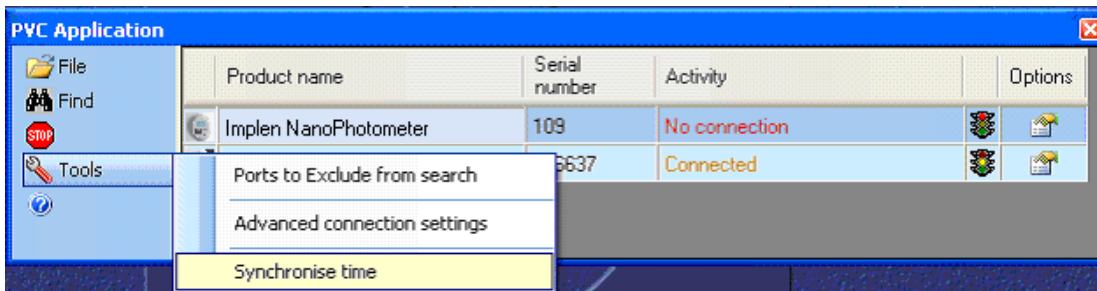 PVC Application
File
Find
STOP
Tools
Product name
Serial
number
Activity
Options
Implen NanoPhotometer
109
No connection
6637
Connected
Ports to Exclude from search
Advanced connection settings
Synchronise time